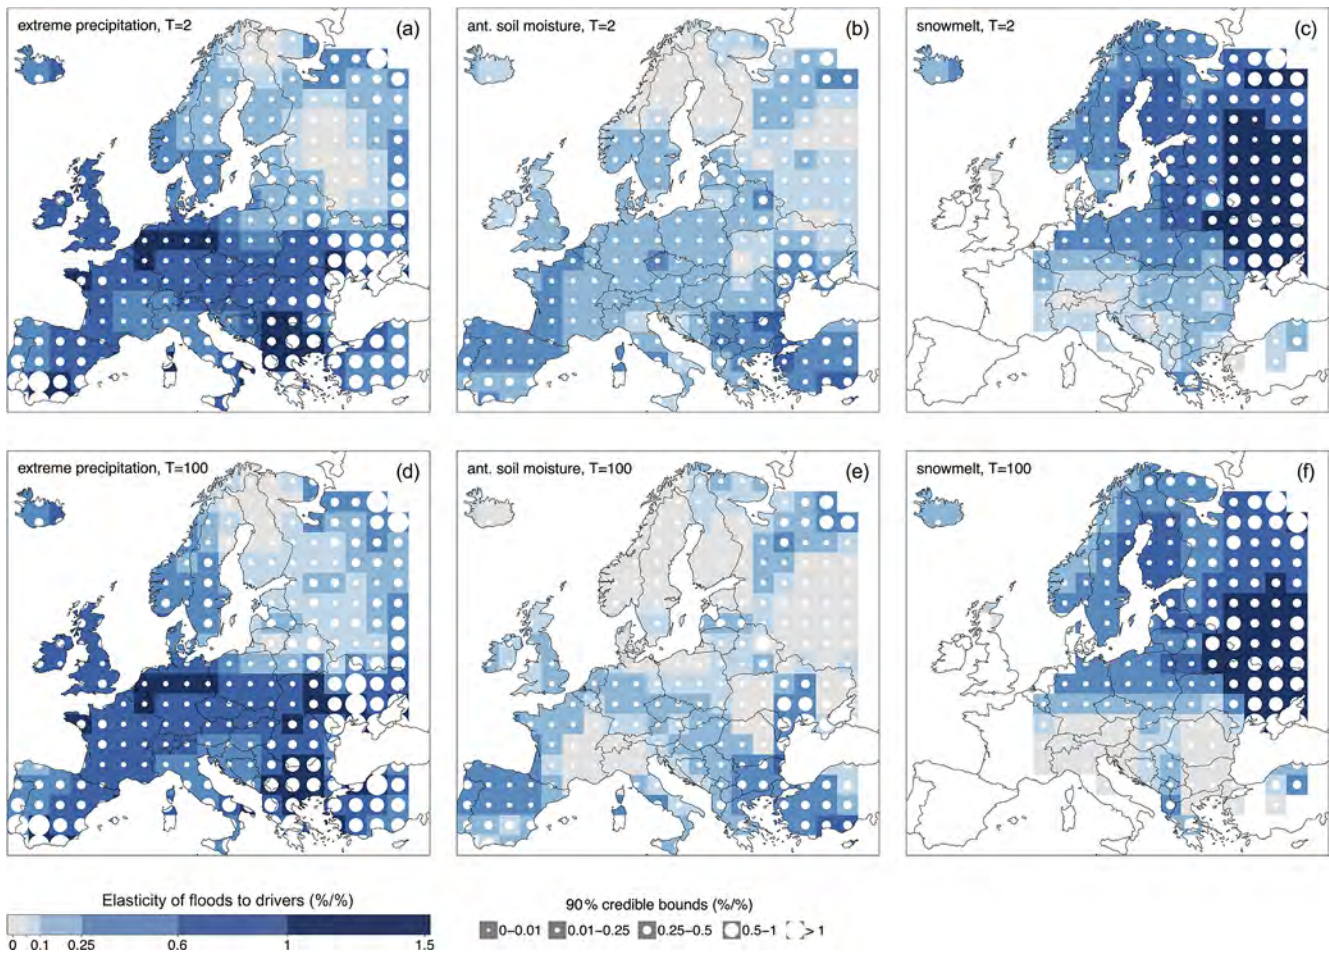 extreme precipitation, T=2 (a)
ant. soil moisture, T=2 (b)
snowmelt, T=2 (c)
extreme precipitation, T=100 (d)
ant. soil moisture, T=100 (e)
snowmelt, T=100 (f)
Elasticity of floods to drivers (%/%)
0 0.1 0.25 0.6 1 1.5
90% credible bounds (%/%)
0–0.01 0.01–0.25 0.25–0.5 0.5–1 > 1